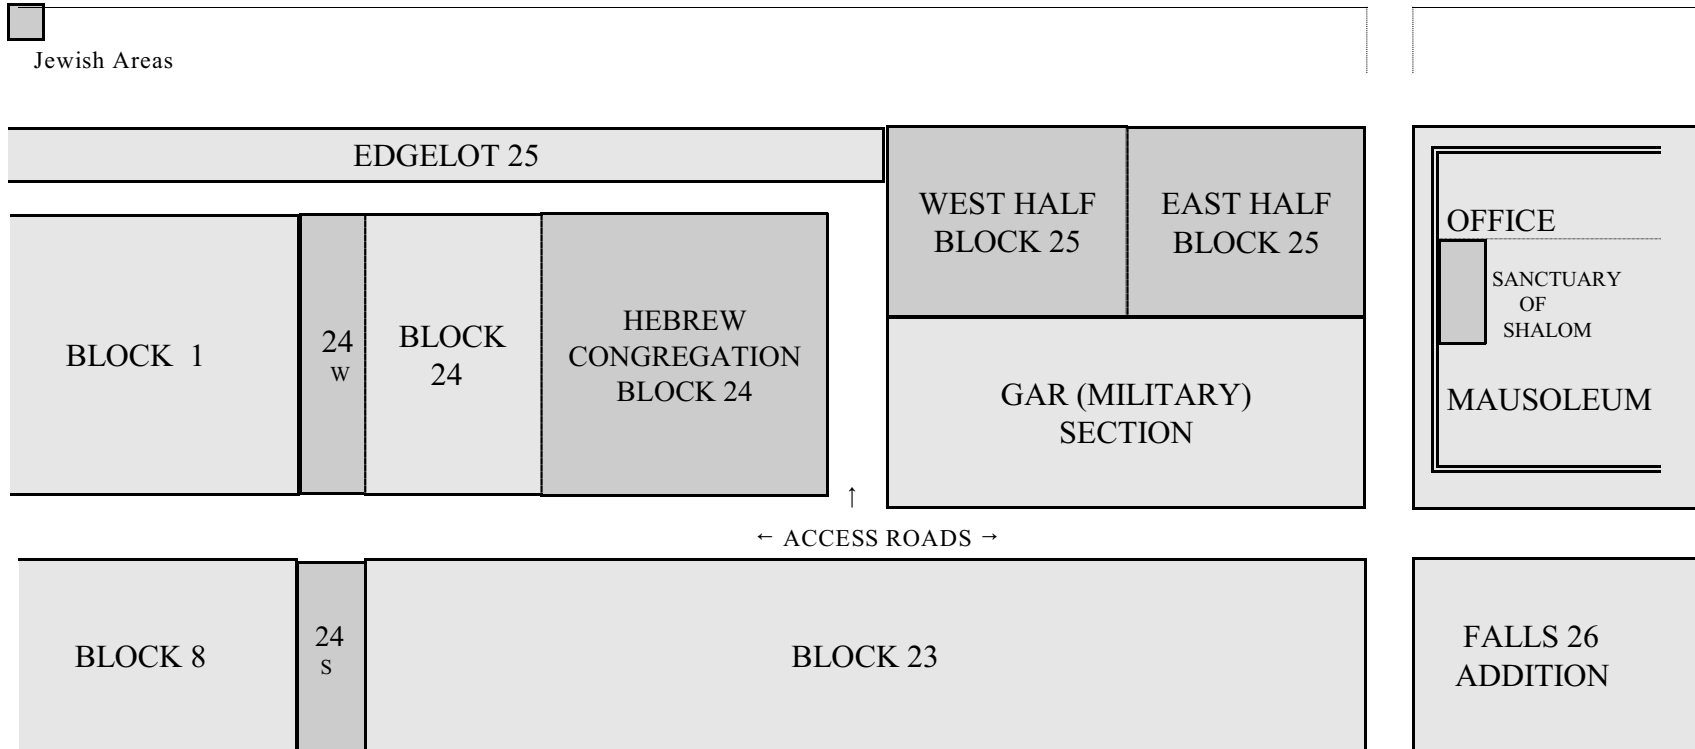 Jewish Areas
EDGELOT 25
WEST HALF
BLOCK 25
EAST HALF
BLOCK 25
OFFICE
SANCTUARY
OF
SHALOM
MAUSOLEUM
BLOCK 1
24
W
BLOCK
24
HEBREW
CONGREGATION
BLOCK 24
GAR (MILITARY)
SECTION
↑
← ACCESS ROADS →
BLOCK 8
24
S
BLOCK 23
FALLS 26
ADDITION